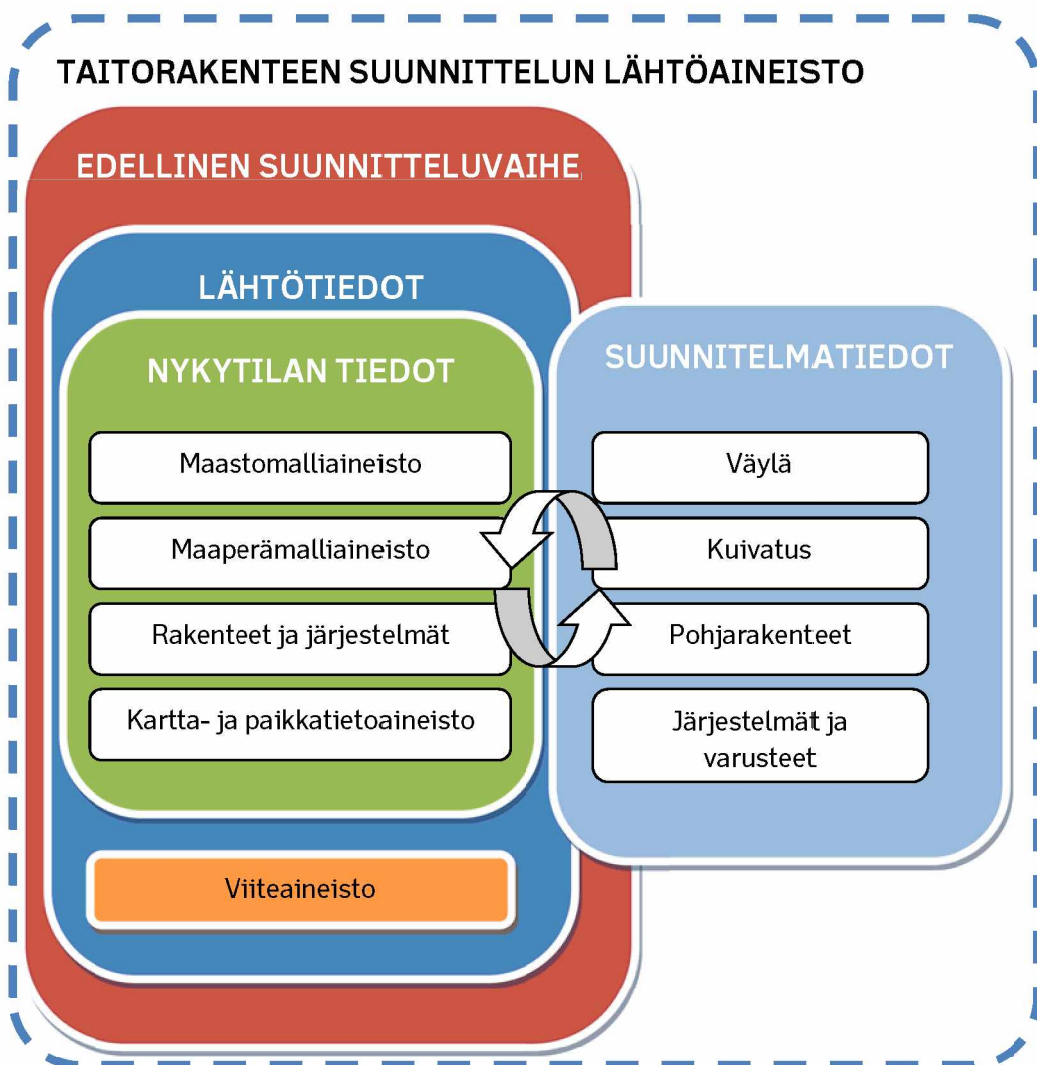 TAITORAKENTEEN SUUNNITTELUN LÄHTÖAINEISTO
EDELLINEN SUUNNITTELUVAIHE
LÄHTÖTIEDOT
NYKYTILAN TIEDOT
Maastomalliaineisto
Maaperämalliaineisto
Rakenteet ja järjestelmät
Kartta- ja paikkatietoaineisto
Viiteaineisto
SUUNNITELMATIEDOT
Väylä
Kuivatus
Pohjarakenteet
Järjestelmät ja
varusteet